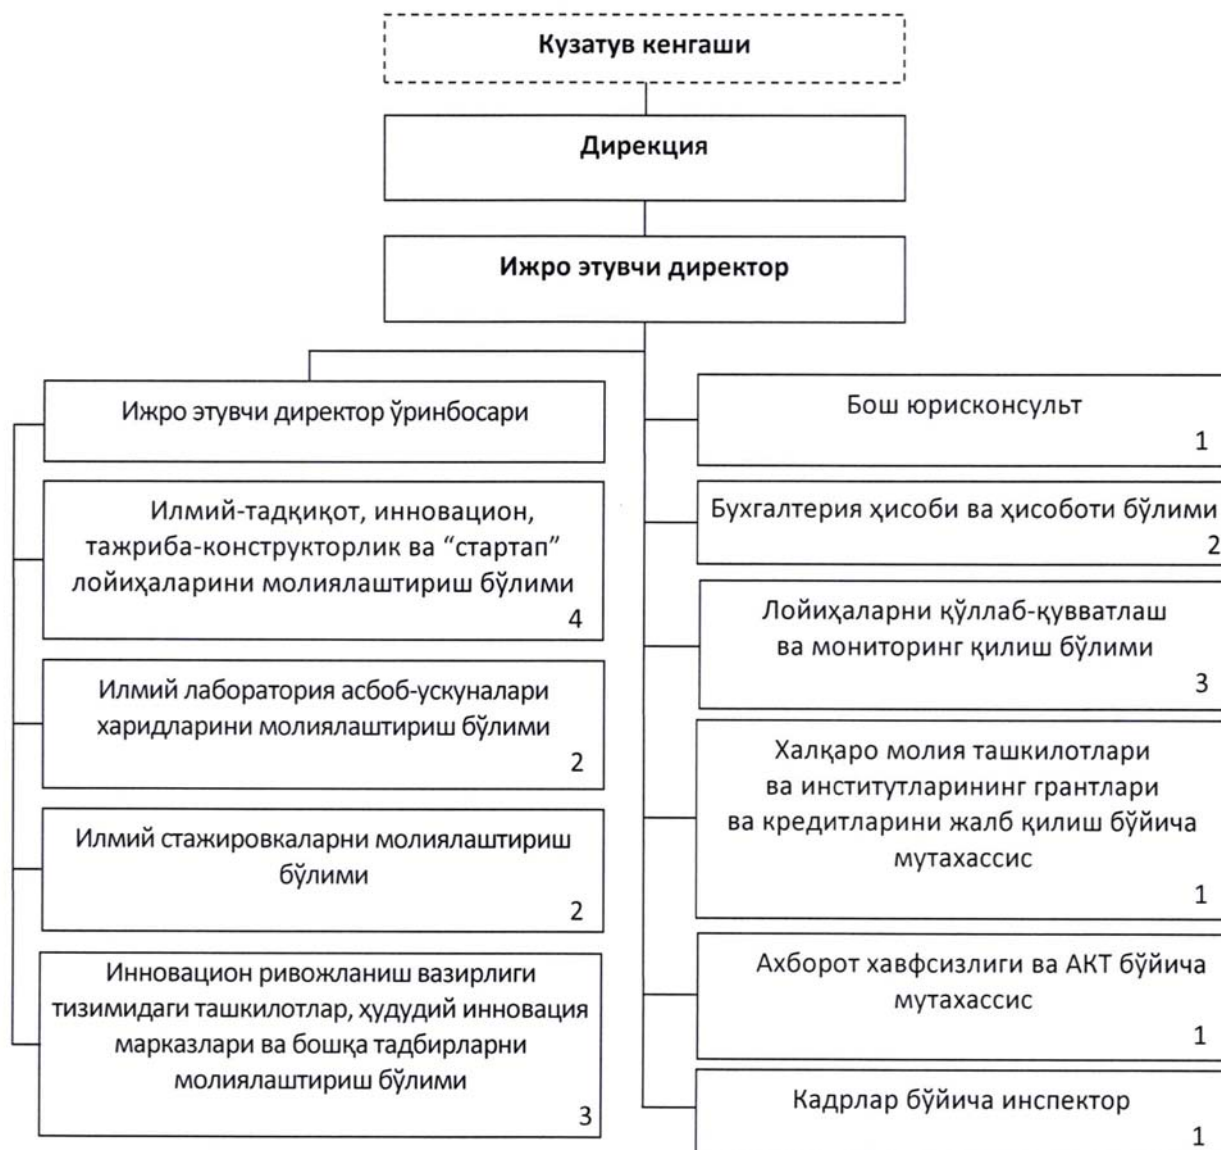 Кузатув кенгаши
Дирекция
Ижро этувчи директор
Ижро этувчи директор ўринбосари
Илмий-тадқиқот, инновацион,
тажриба-конструкторлик ва “стартап”
лойиҳаларини молиялаштириш бўлими
4
Илмий лаборатория асбоб-ускуналари
харидларини молиялаштириш бўлими
2
Илмий стажировкаларни молиялаштириш
бўлими
2
Инновацион ривожланиш вазирлиги
тизимидаги ташкилотлар, ҳудудий инновация
марказлари ва бошқа тадбирларни
молиялаштириш бўлими
3
Бош юрисконсульт
1
Бухгалтерия ҳисоби ва ҳисоботи бўлими
2
Лойиҳаларни қўллаб-қувватлаш
ва мониторинг қилиш бўлими
3
Халқаро молия ташкилотлари
ва институтларининг грантлари
ва кредитларини жалб қилиш бўйича
мутахассис
1
Ахборот хавфсизлиги ва АКТ бўйича
мутахассис
1
Кадрлар бўйича инспектор
1